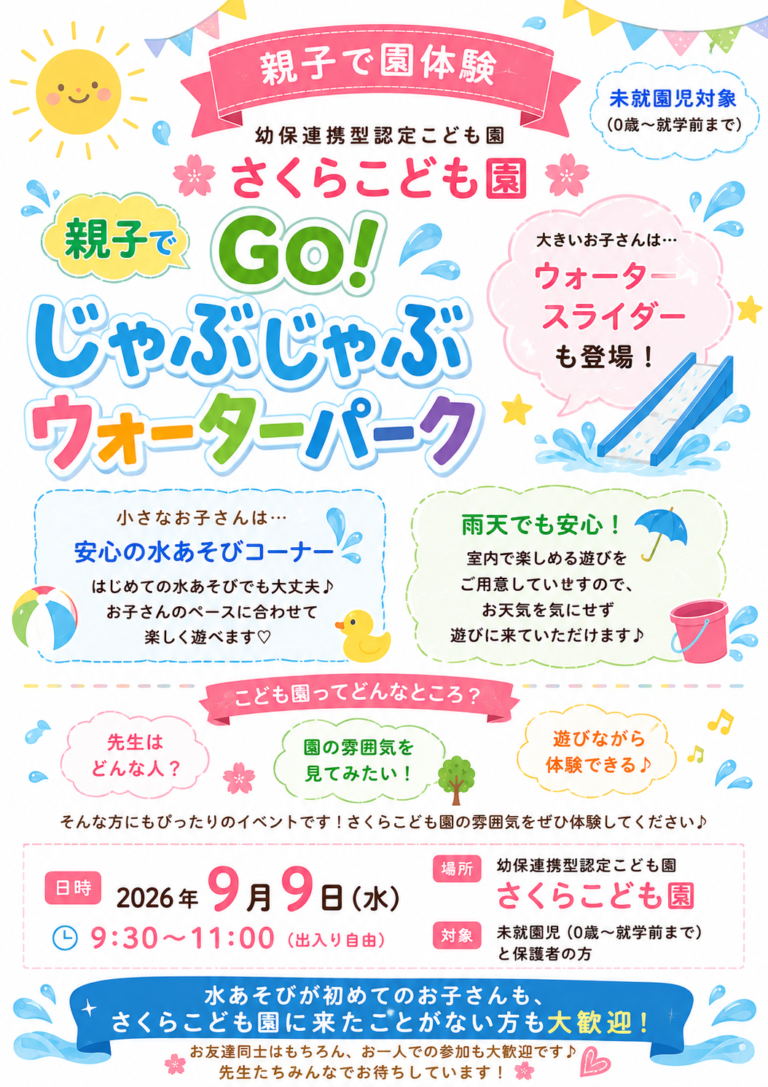 親子で園体験
未就園児対象
(0歳〜就学前まで)
幼保連携型認定こども園
さくらこども園
親子で
GO!
じゃぶじゃぶ
ウォーターパーク
大きいお子さんは…
ウォーター
スライダー
も登場！
小さなお子さんは…
安心の水あそびコーナー
はじめての水あそびでも大丈夫♪
お子さんのペースに合わせて
楽しく遊べます♡
雨天でも安心！
室内で楽しめる遊びを
ご用意していせすので、
お天気を気にせず
遊びに来ていただけます♪
こども園ってどんなところ？
先生は
どんな人？
園の雰囲気を
見てみたい！
遊びながら
体験できる♪
そんな方にもぴったりのイベントです！さくらこども園の雰囲気をぜひ体験してください♪
日時
2026年9月9日(水)
9:30〜11:00 (出入り自由)
場所
幼保連携型認定こども園
さくらこども園
対象
未就園児 (0歳〜就学前まで)
と保護者の方
水あそびが初めてのお子さんも、
さくらこども園に来たことがない方も大歓迎！
お友達同士はもちろん、お一人での参加も大歓迎です♪
先生たちみんなでお待ちしています！